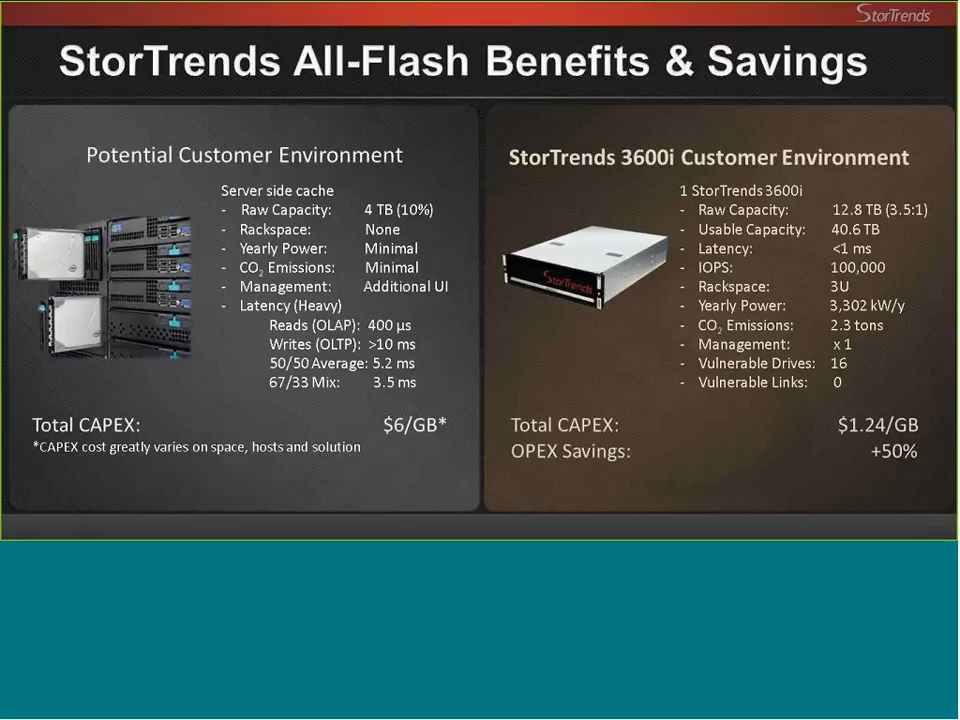 StorTrends
StorTrends All-Flash Benefits & Savings
Potential Customer Environment
Server side cache
- Raw Capacity: 4 TB (10%)
- Rackspace: None
- Yearly Power: Minimal
- CO2 Emissions: Minimal
- Management: Additional UI
- Latency (Heavy)
Reads (OLAP): 400 µs
Writes (OLTP): >10 ms
50/50 Average: 5.2 ms
67/33 Mix: 3.5 ms
Total CAPEX: $6/GB*
*CAPEX cost greatly varies on space, hosts and solution
StorTrends 3600i Customer Environment
StorTrends
1 StorTrends 3600i
- Raw Capacity: 12.8 TB (3.5:1)
- Usable Capacity: 40.6 TB
- Latency: <1 ms
- IOPS: 100,000
- Rackspace: 3U
- Yearly Power: 3,302 kW/y
- CO2 Emissions: 2.3 tons
- Management: x 1
- Vulnerable Drives: 16
- Vulnerable Links: 0
Total CAPEX: $1.24/GB
OPEX Savings: +50%